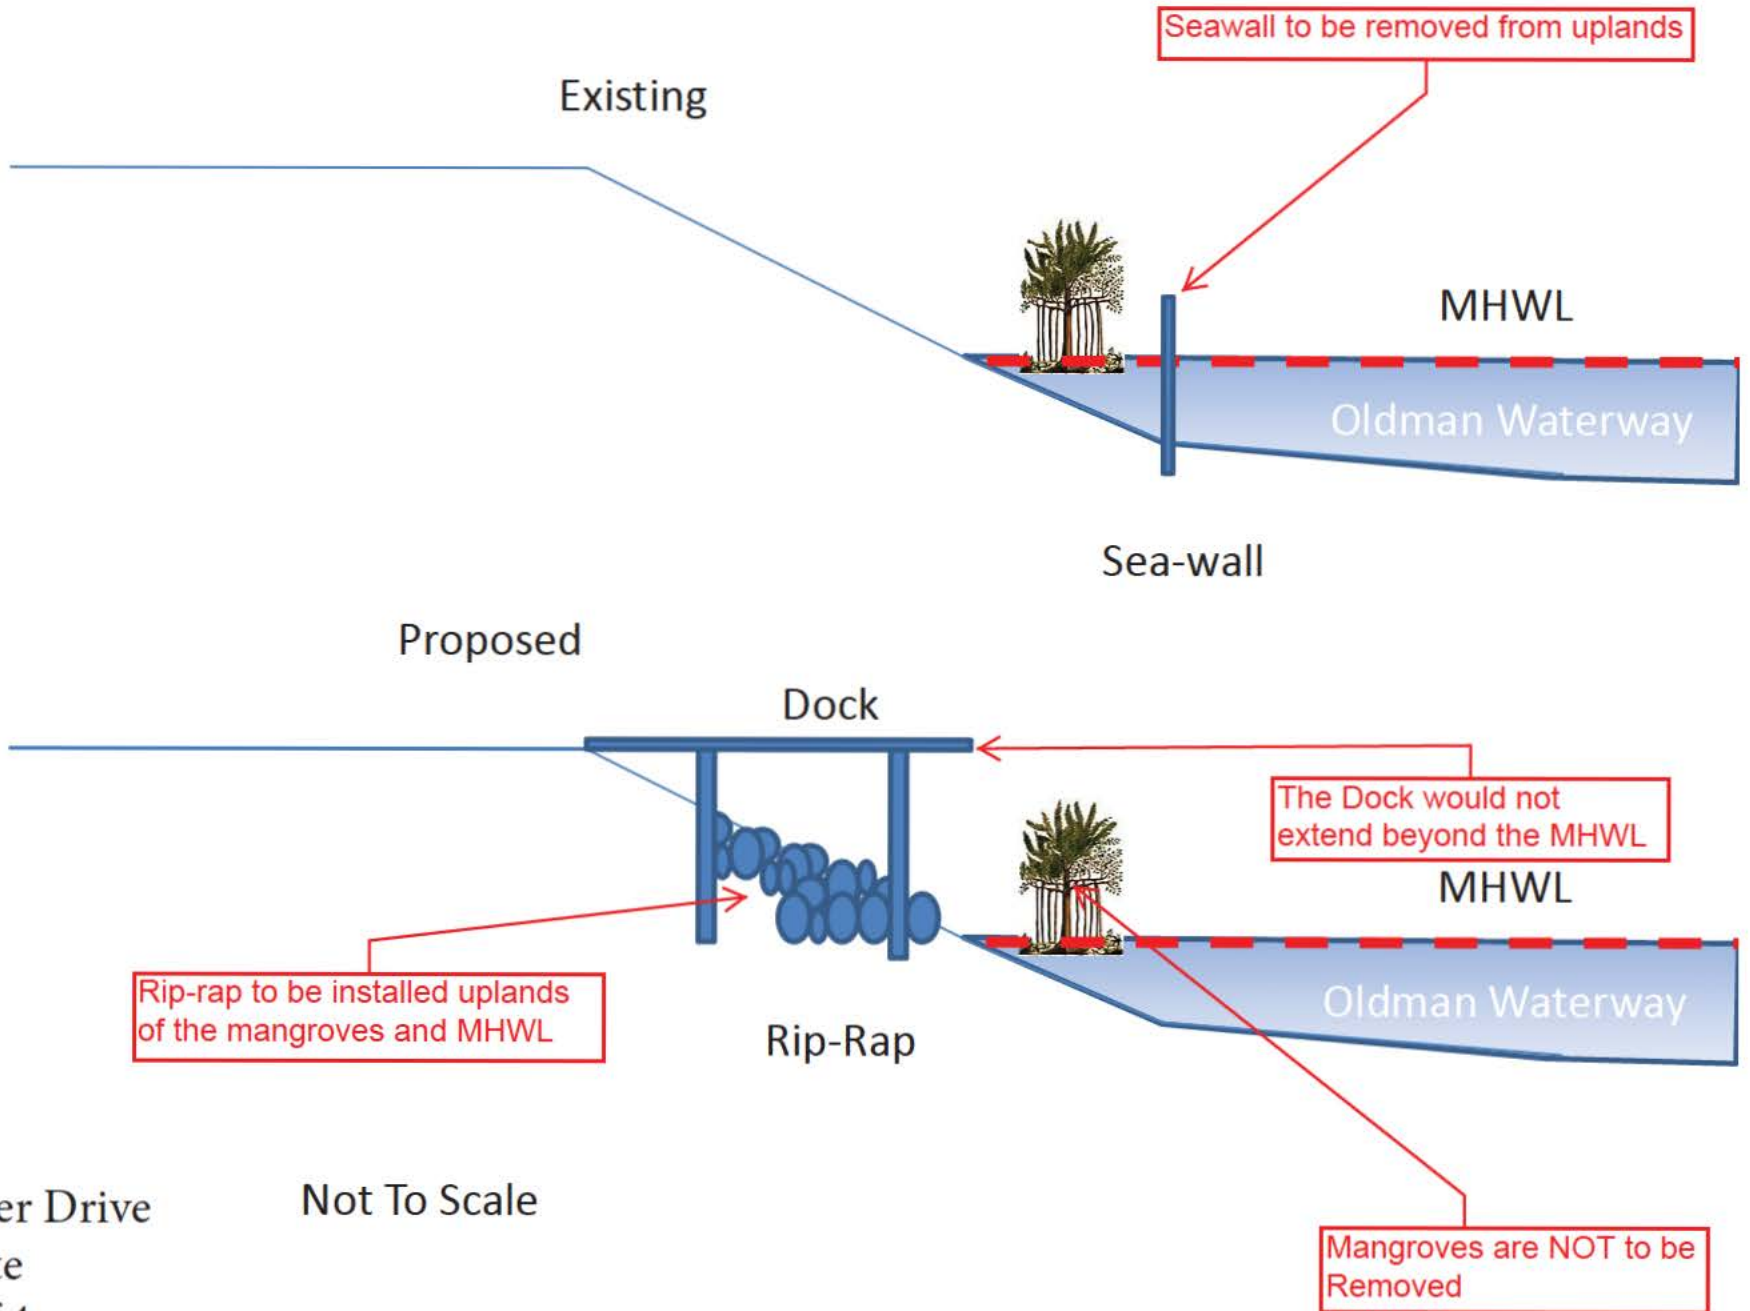 Seawall to be removed from uplands
Existing
MHWL
Oldman Waterway
Sea-wall
Proposed
Dock
The Dock would not
extend beyond the MHWL
MHWL
Rip-rap to be installed uplands
of the mangroves and MHWL
Oldman Waterway
Rip-Rap
Not To Scale
Drive
Mangroves are NOT to be
Removed